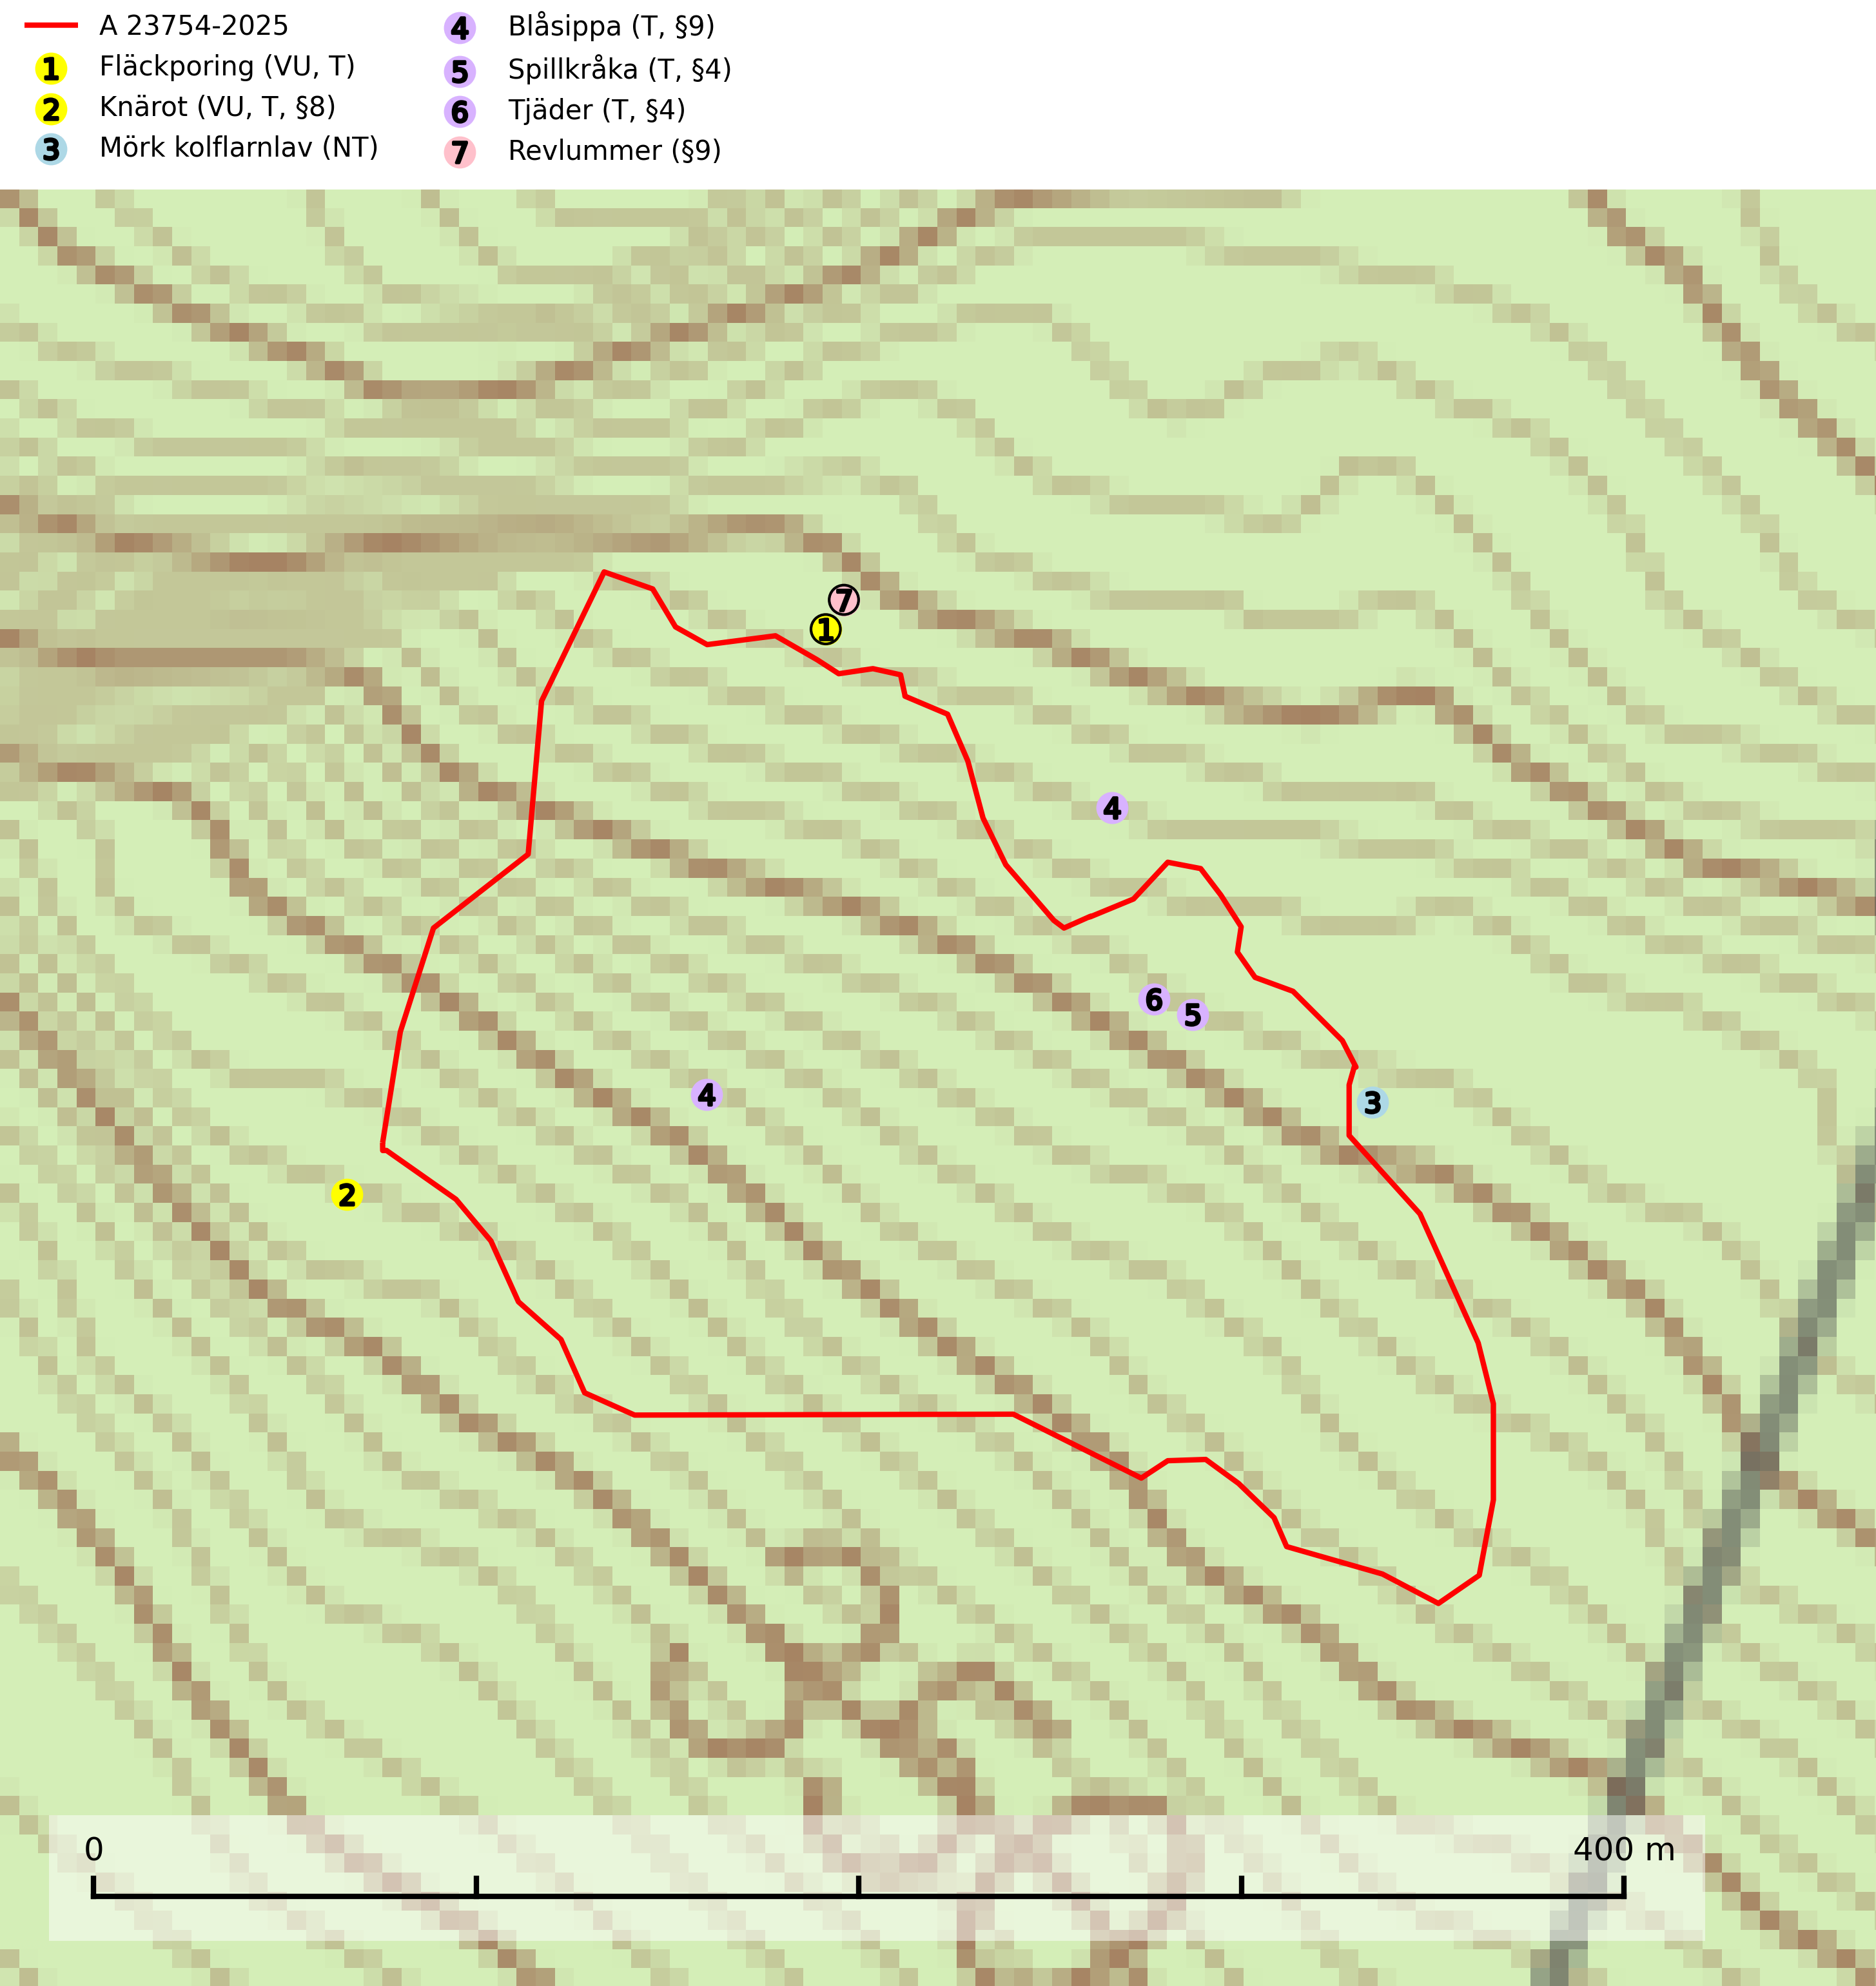 A 23754-2025
1 Fläckporing (VU, T)
2 Knärot (VU, T, §8)
3 Mörk kolflarnlav (NT)
4 Blåsippa (T, §9)
5 Spillkråka (T, §4)
6 Tjäder (T, §4)
7 Revlummer (§9)
7
1
4
6
5
4
3
2
0 400 m